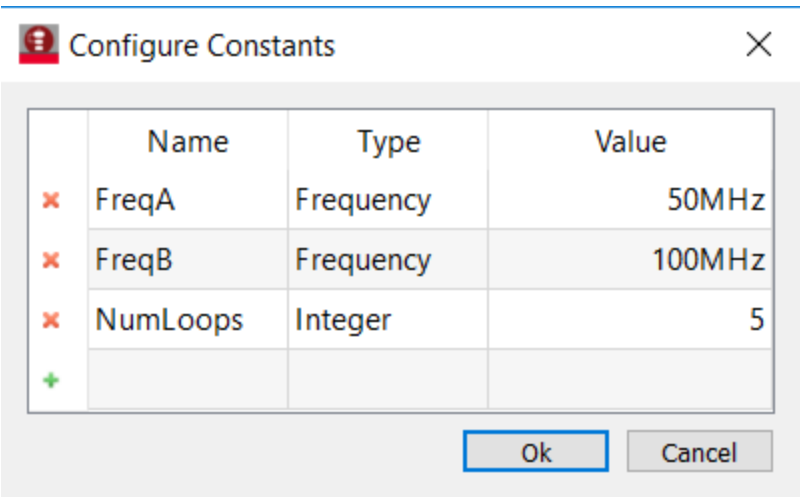 Configure Constants
Name Type Value
FreqA Frequency 50MHz
FreqB Frequency 100MHz
NumLoops Integer 5
Ok Cancel